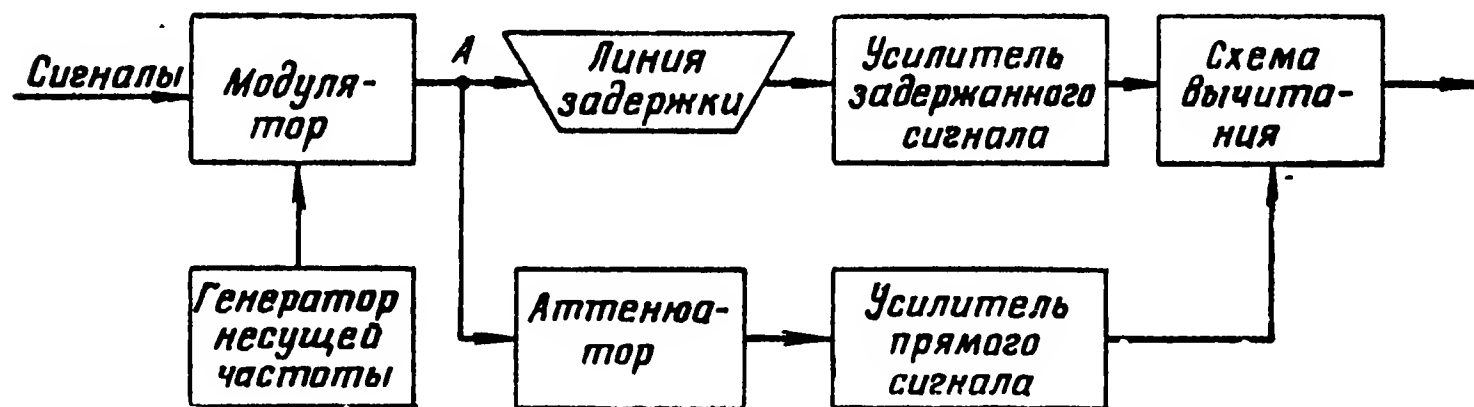 Сигналы
Модуля-
тор
А
Линия
задержки
Усилитель
задержанного
сигнала
Схема
вычита-
ния
Генератор
несущей
частоты
Аттенюа-
тор
Усилитель
прямого
сигнала